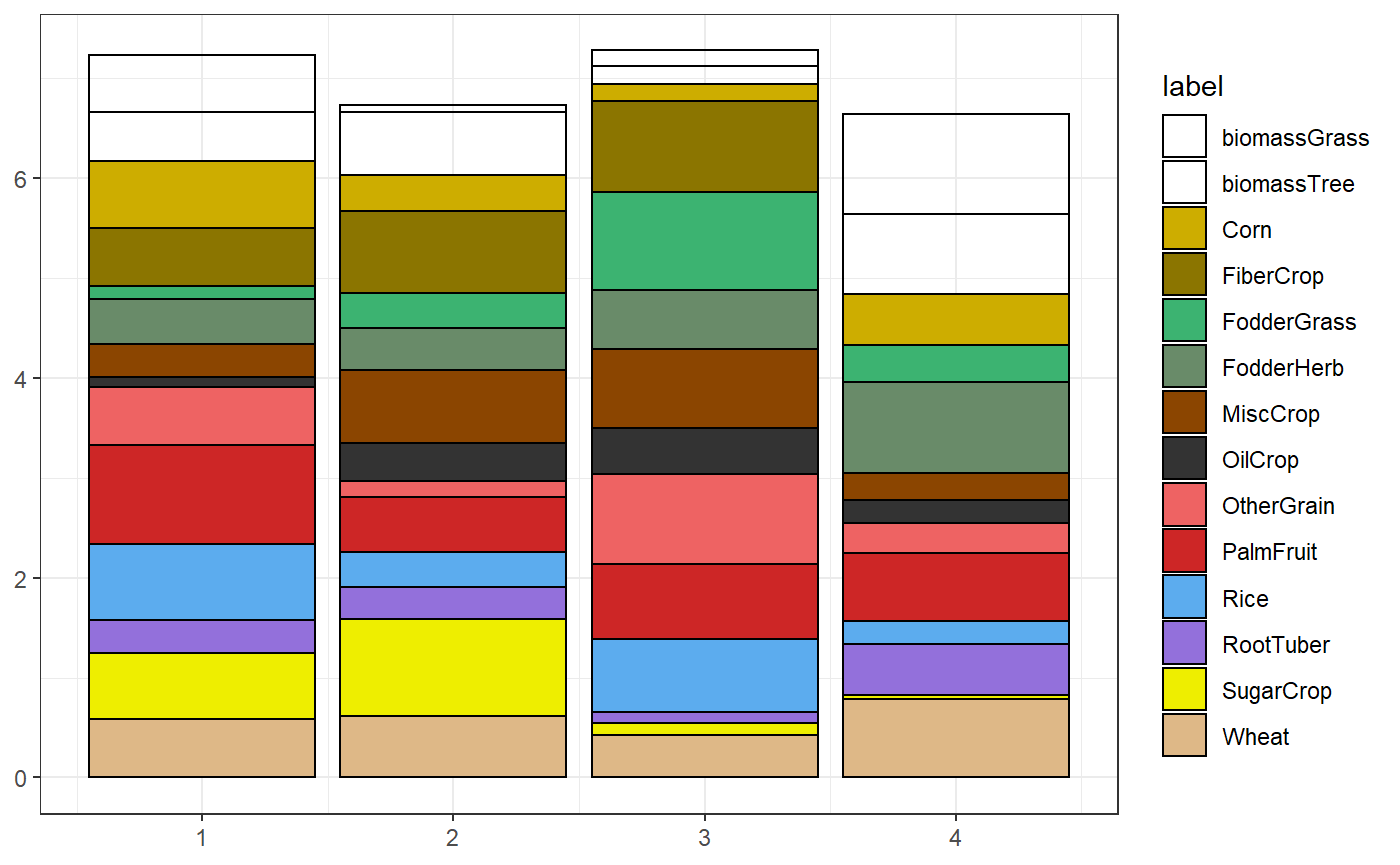 6
4
2
0
1
2
3
4
label
biomassGrass
biomassTree
Corn
FiberCrop
FodderGrass
FodderHerb
MiscCrop
OilCrop
OtherGrain
PalmFruit
Rice
RootTuber
SugarCrop
Wheat